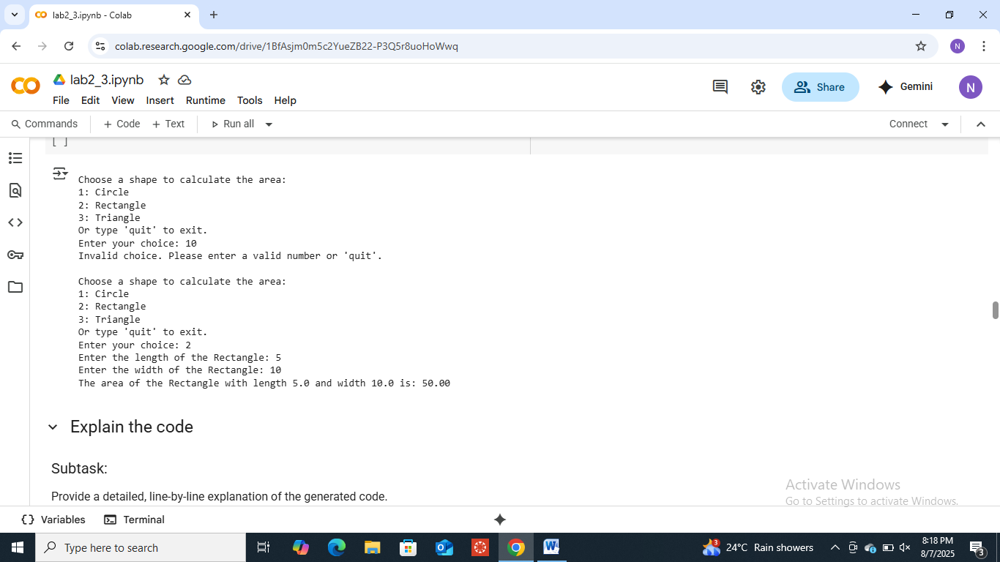 lab2_3.ipynb - Colab
colab.research.google.com/drive/1BfAsjm0m5c2YueZB22-P3Q5r8uoHoWwq
N
lab2_3.ipynb
File Edit View Insert Runtime Tools Help
Share
Gemini
N
Commands + Code + Text Run all
Connect
[ ]
Choose a shape to calculate the area:
1: Circle
2: Rectangle
3: Triangle
Or type 'quit' to exit.
Enter your choice: 10
Invalid choice. Please enter a valid number or 'quit'.
Choose a shape to calculate the area:
1: Circle
2: Rectangle
3: Triangle
Or type 'quit' to exit.
Enter your choice: 2
Enter the length of the Rectangle: 5
Enter the width of the Rectangle: 10
The area of the Rectangle with length 5.0 and width 10.0 is: 50.00
Explain the code
Subtask:
Provide a detailed, line-by-line explanation of the generated code.
Activate Windows
Go to Settings to activate Windows.
{} Variables Terminal
Type here to search
W
3
24°C Rain showers
8:18 PM
8/7/2025
3